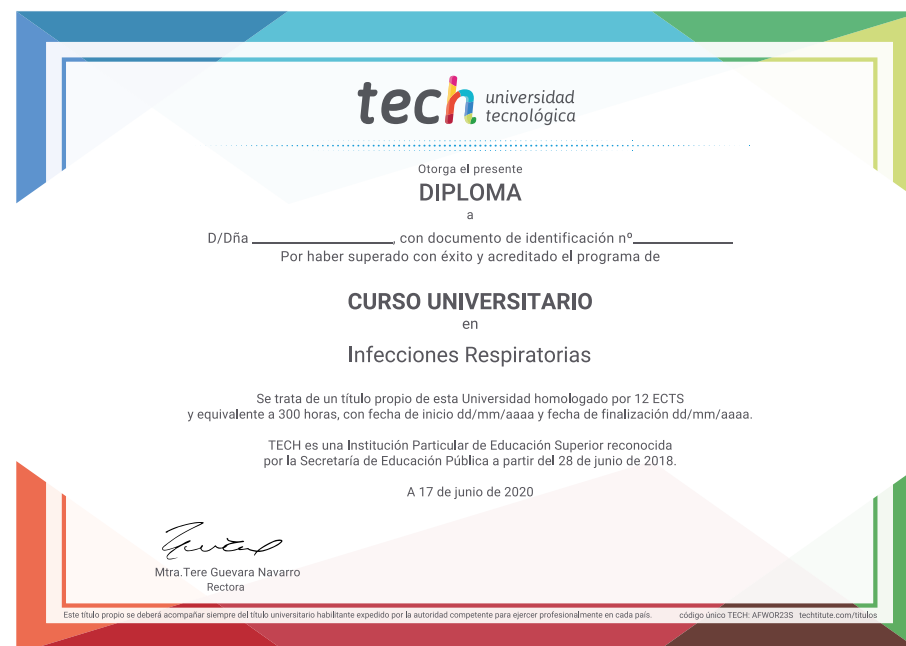 tech universidad
tecnológica
Otorga el presente
DIPLOMA
a
D/Dña ____________________, con documento de identificación nº______________
Por haber superado con éxito y acreditado el programa de
CURSO UNIVERSITARIO
en
Infecciones Respiratorias
Se trata de un título propio de esta Universidad homologado por 12 ECTS
y equivalente a 300 horas, con fecha de inicio dd/mm/aaaa y fecha de finalización dd/mm/aaaa.
TECH es una Institución Particular de Educación Superior reconocida
por la Secretaría de Educación Pública a partir del 28 de junio de 2018.
A 17 de junio de 2020
Mtra.Tere Guevara Navarro
Rectora
Este título propio se deberá acompañar siempre del título universitario habilitante expedido por la autoridad competente para ejercer profesionalmente en cada país. código único TECH: AFWOR23S techtitute.com/titulos